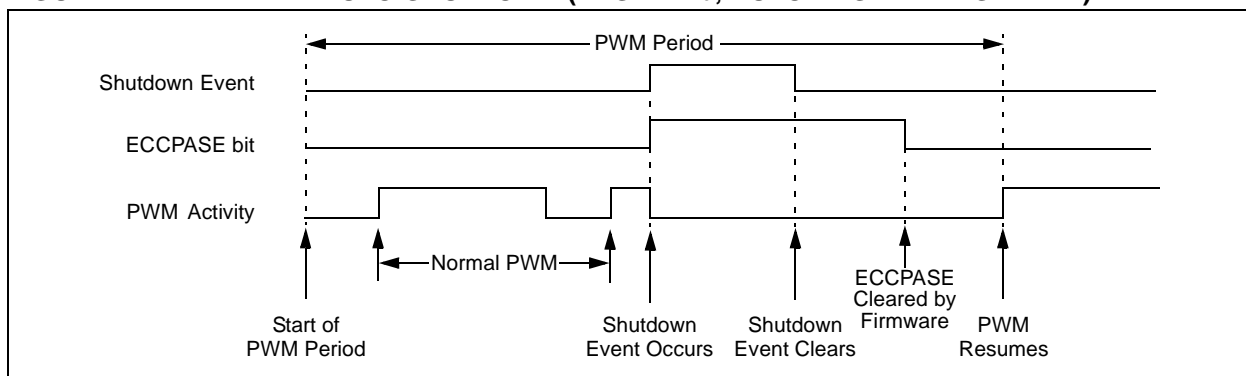 PWM Period
Shutdown Event
ECCPASE bit
PWM Activity
Normal PWM
Start of
PWM Period
Shutdown
Event Occurs
Shutdown
Event Clears
ECCPASE
Cleared by
Firmware
PWM
Resumes